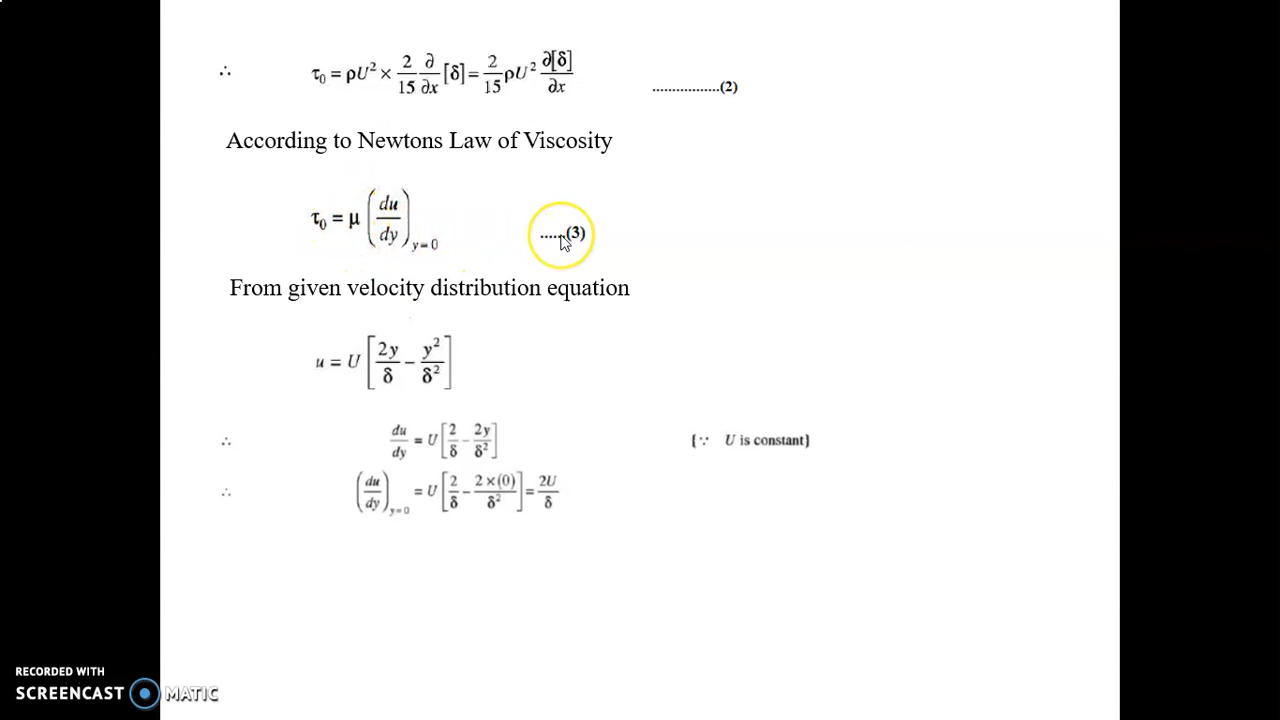 ∴ τ₀ = ρU² × 2/15 ∂/∂x [δ] = 2/15 ρU² ∂[δ]/∂x .................(2)
According to Newtons Law of Viscosity
τ₀ = μ (du/dy)y=0 ......(3)
From given velocity distribution equation
u = U [2y/δ − y²/δ²]
∴ du/dy = U [2/δ − 2y/δ²] {∵ U is constant}
∴ (du/dy)y=0 = U [2/δ − 2×(0)/δ²] = 2U/δ
RECORDED WITH
SCREENCAST MATIC